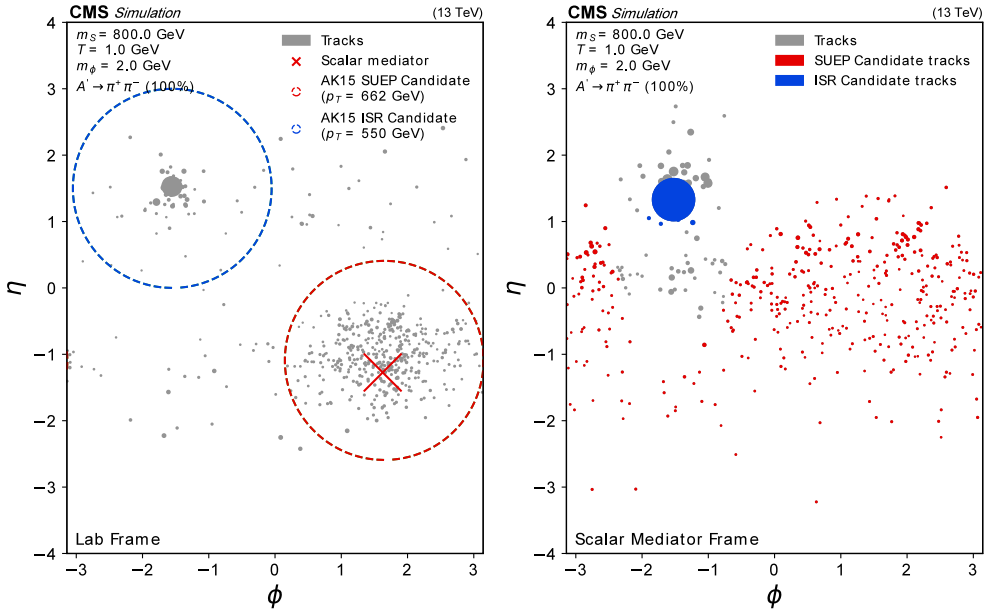 CMS Simulation (13 TeV)
m_S = 800.0 GeV
T = 1.0 GeV
m_ϕ = 2.0 GeV
A' → π⁺π⁻ (100%)
Tracks
Scalar mediator
AK15 SUEP Candidate
(p_T = 662 GeV)
AK15 ISR Candidate
(p_T = 550 GeV)
4
3
2
1
0
−1
−2
−3
−4
η
Lab Frame
−3 −2 −1 0 1 2 3
ϕ
CMS Simulation (13 TeV)
m_S = 800.0 GeV
T = 1.0 GeV
m_ϕ = 2.0 GeV
A' → π⁺π⁻ (100%)
Tracks
SUEP Candidate tracks
ISR Candidate tracks
4
3
2
1
0
−1
−2
−3
−4
η
Scalar Mediator Frame
−3 −2 −1 0 1 2 3
ϕ